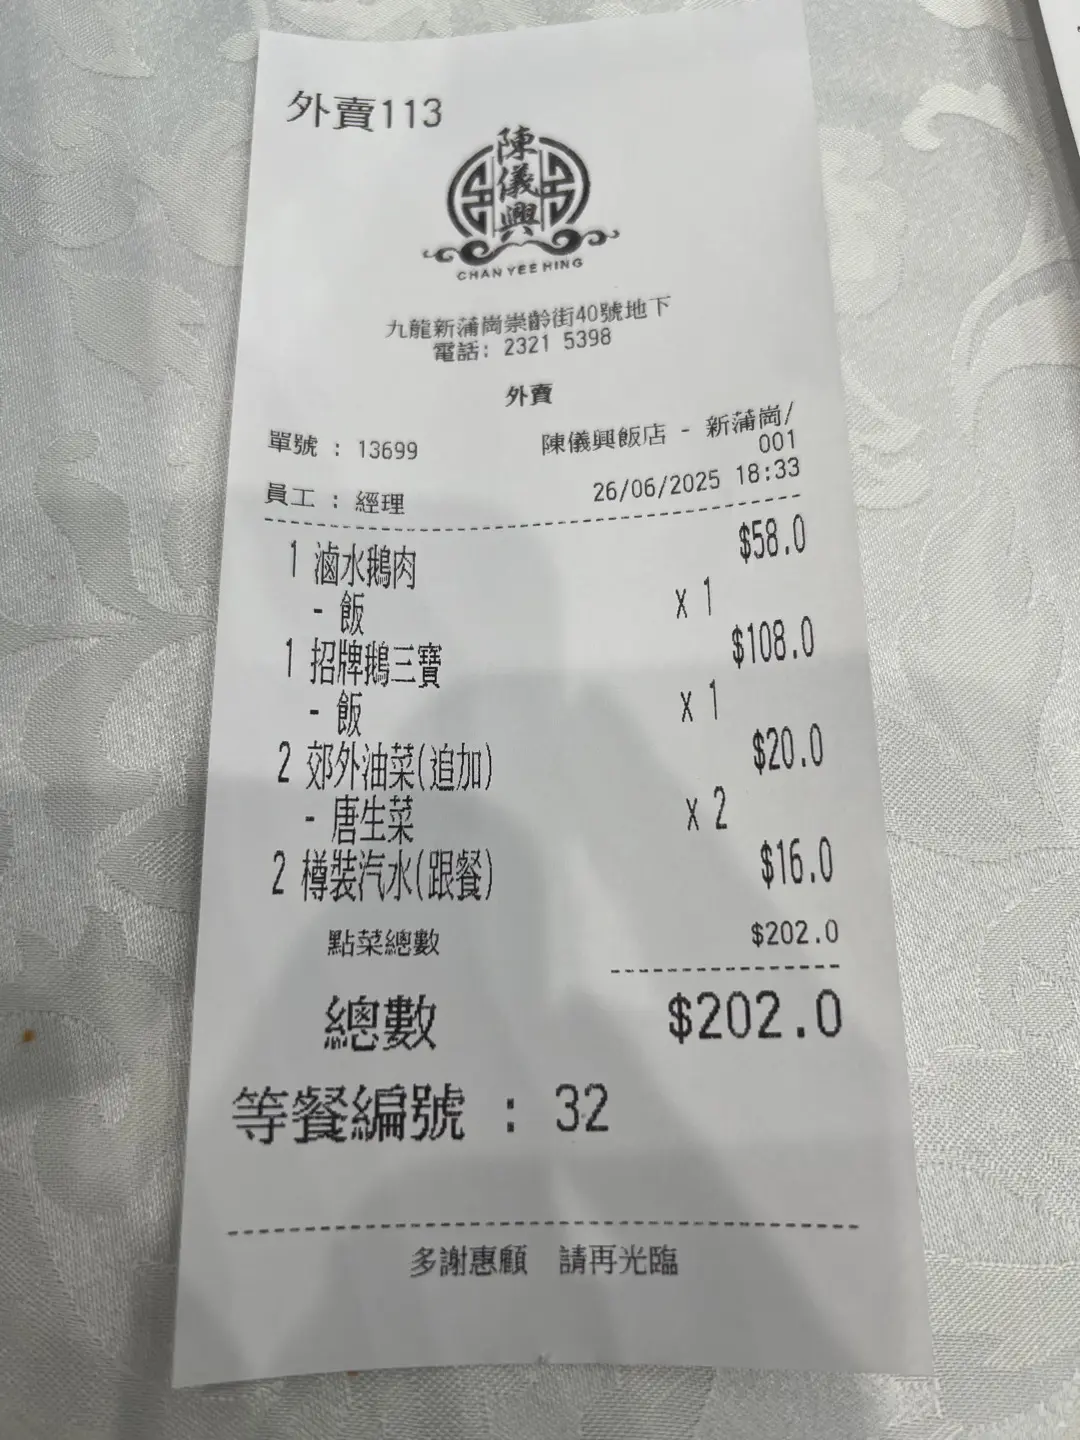 外賣113
陳儀興
CHAN YEE HING
九龍新蒲崗崇齡街40號地下
電話: 2321 5398
外賣
單號 : 13699
陳儀興飯店 - 新蒲崗/
001
員工 : 經理
26/06/2025 18:33
1 滷水鵝肉 $58.0
- 飯 x 1
1 招牌鵝三寶 $108.0
- 飯 x 1
2 郊外油菜(追加) $20.0
- 唐生菜 x 2
2 樽裝汽水(跟餐) $16.0
點菜總數 $202.0
總數 $202.0
等餐編號 : 32
多謝惠顧 請再光臨